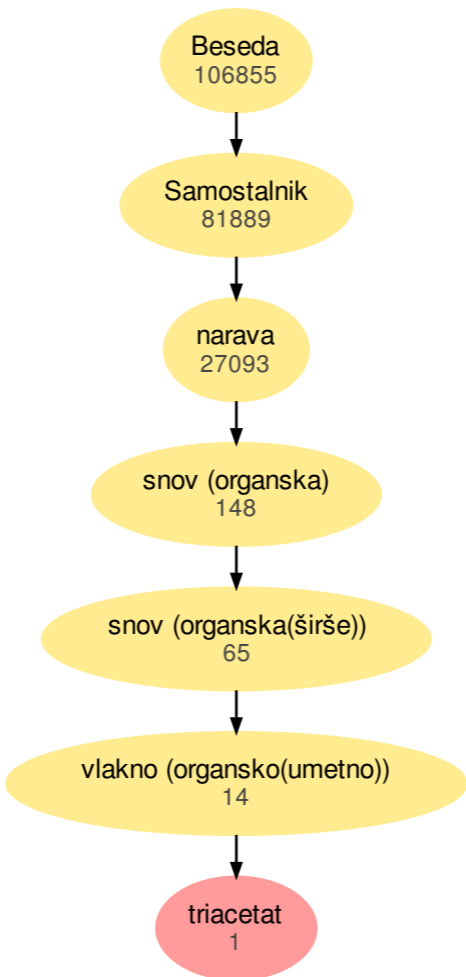 Beseda
106855
Samostalnik
81889
narava
27093
snov (organska)
148
snov (organska(širše))
65
vlakno (organsko(umetno))
14
triacetat
1